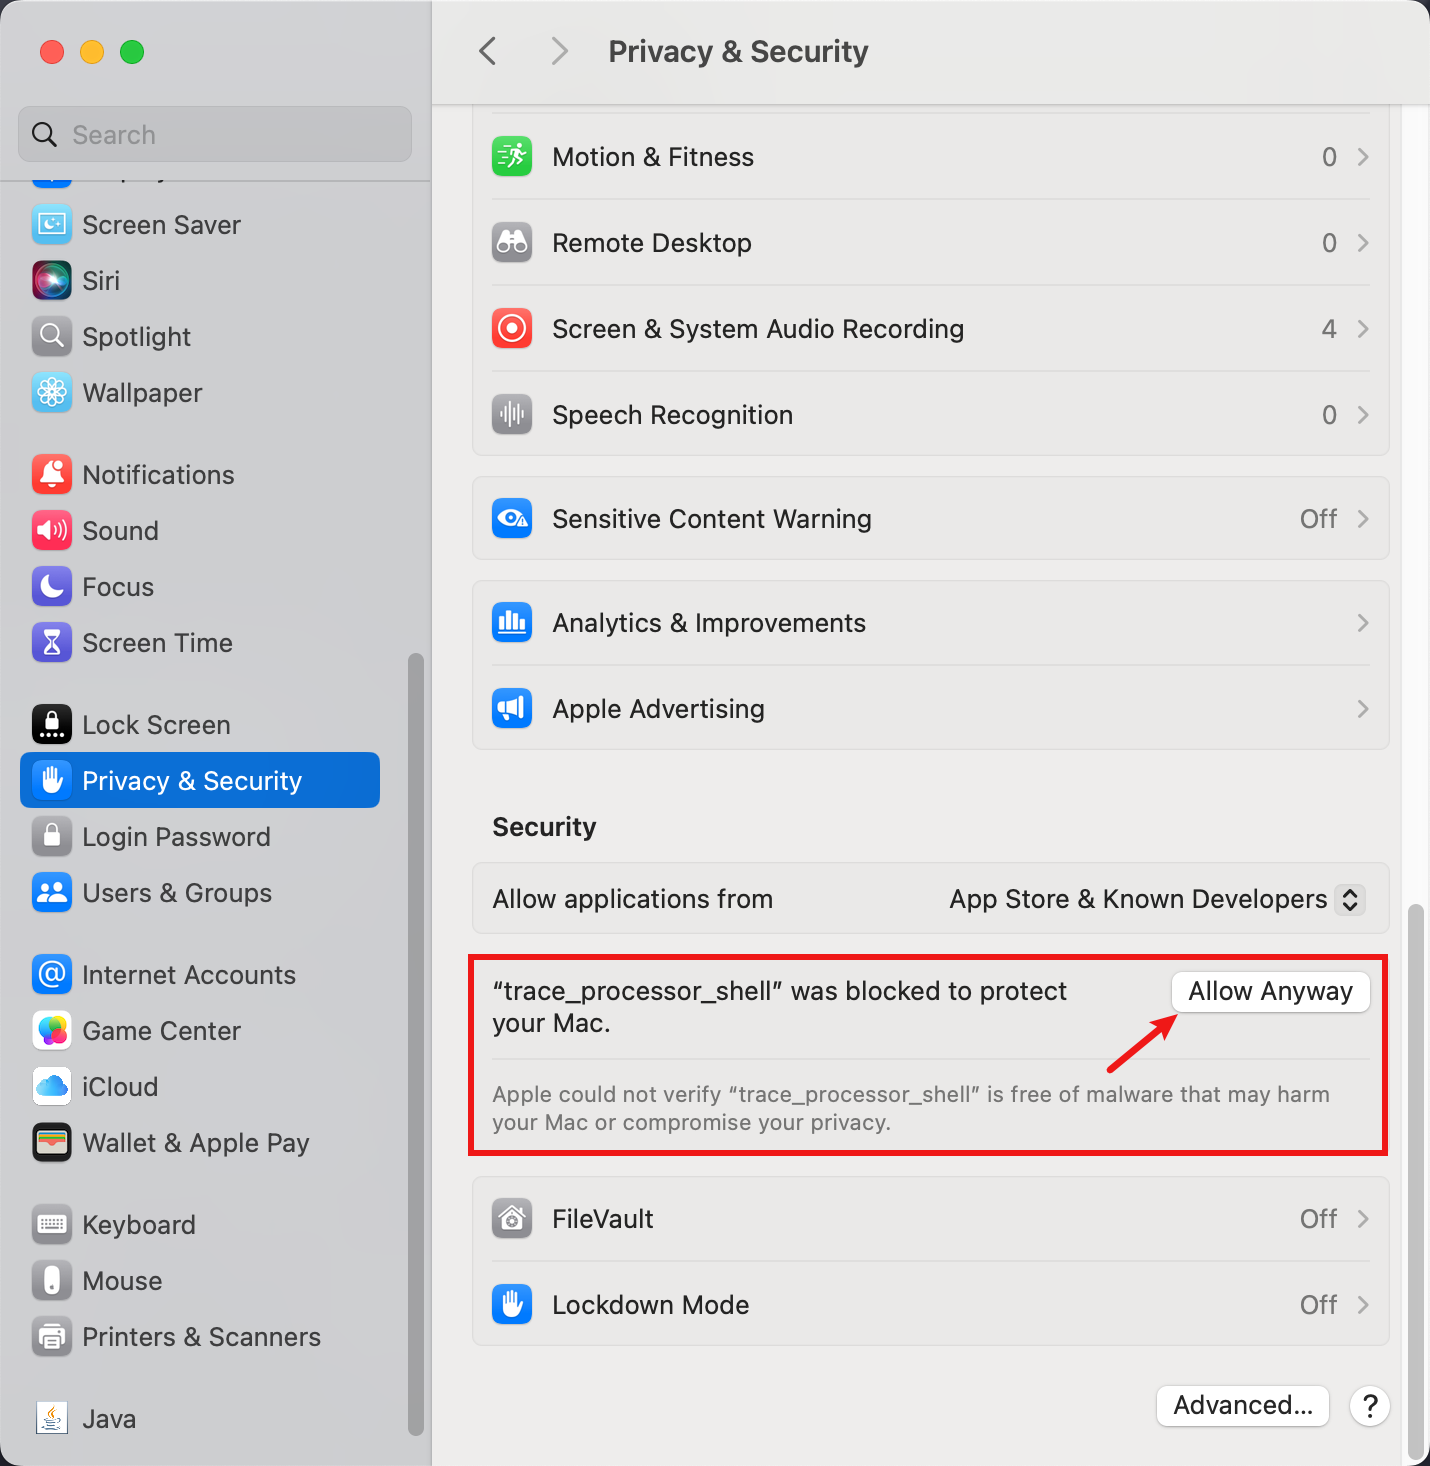 Search
Screen Saver
Siri
Spotlight
Wallpaper
Notifications
Sound
Focus
Screen Time
Lock Screen
Privacy & Security
Login Password
Users & Groups
Internet Accounts
Game Center
iCloud
Wallet & Apple Pay
Keyboard
Mouse
Printers & Scanners
Java
Privacy & Security
Motion & Fitness 0
Remote Desktop 0
Screen & System Audio Recording 4
Speech Recognition 0
Sensitive Content Warning Off
Analytics & Improvements
Apple Advertising
Security
Allow applications from App Store & Known Developers
“trace_processor_shell” was blocked to protect
your Mac.
Allow Anyway
Apple could not verify “trace_processor_shell” is free of malware that may harm
your Mac or compromise your privacy.
FileVault Off
Lockdown Mode Off
Advanced... ?